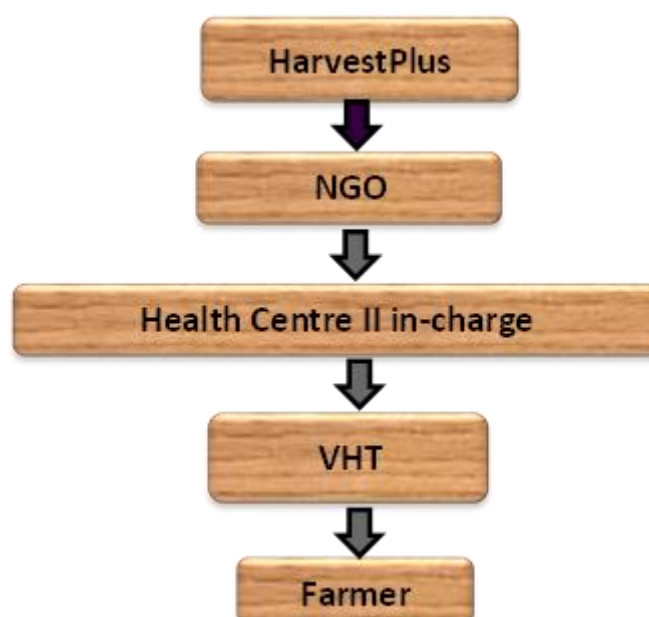 HarvestPlus
NGO
Health Centre II in-charge
VHT
Farmer